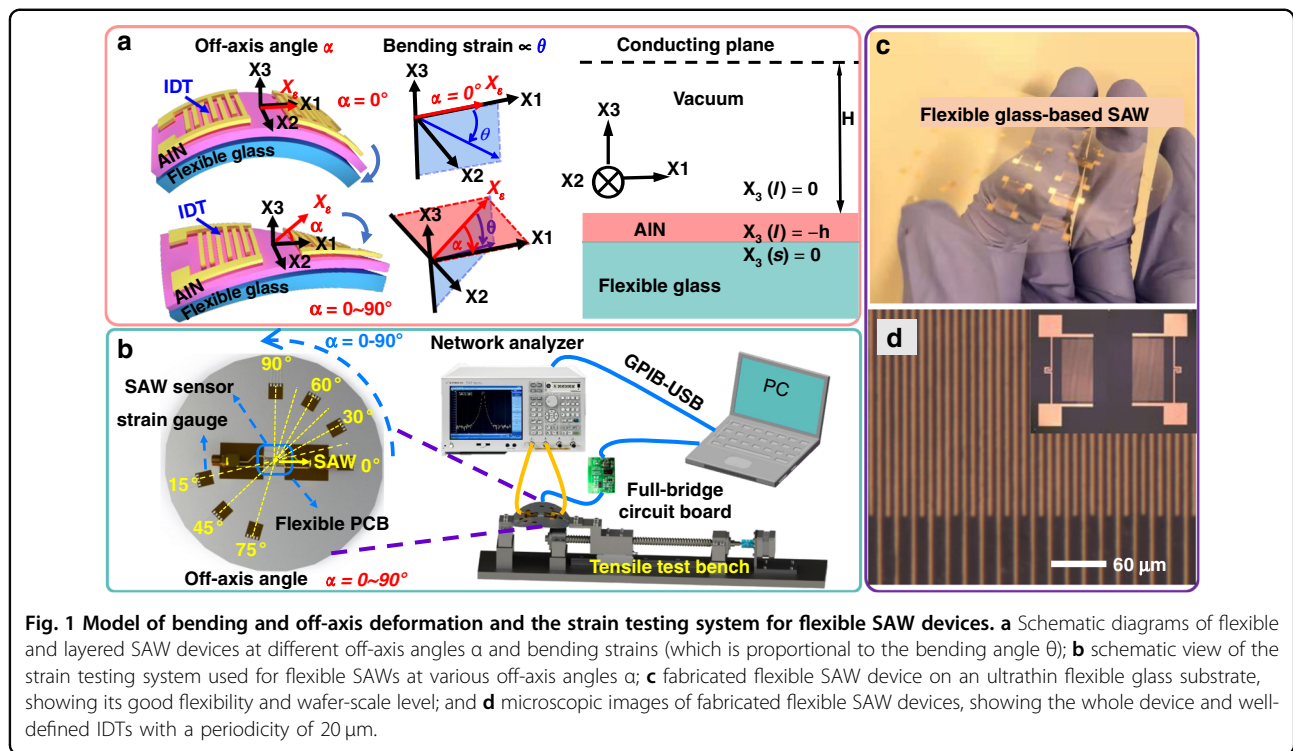 a
Off-axis angle α
Bending strain ∝ θ
X3
IDT
Xε
X1
α = 0°
X2
AIN
Flexible glass
X3
α = 0°
Xε
X1
θ
X2
IDT
X3
Xε
α
X1
X2
AIN
Flexible glass
α = 0~90°
X3
Xε
θ
α
X1
X2
Conducting plane
Vacuum
H
X3
X2
X1
X3 (l) = 0
AIN
X3 (l) = −h
X3 (s) = 0
Flexible glass
c
Flexible glass-based SAW
b
α = 0-90°
90°
60°
30°
SAW sensor
strain gauge
SAW
0°
15°
45°
75°
Flexible PCB
Off-axis angle α = 0~90°
Network analyzer
GPIB-USB
PC
Full-bridge
circuit board
Tensile test bench
d
60 μm
Fig. 1 Model of bending and off-axis deformation and the strain testing system for flexible SAW devices. a Schematic diagrams of flexible
and layered SAW devices at different off-axis angles α and bending strains (which is proportional to the bending angle θ); b schematic view of the
strain testing system used for flexible SAWs at various off-axis angles α; c fabricated flexible SAW device on an ultrathin flexible glass substrate,
showing its good flexibility and wafer-scale level; and d microscopic images of fabricated flexible SAW devices, showing the whole device and well-
defined IDTs with a periodicity of 20 μm.